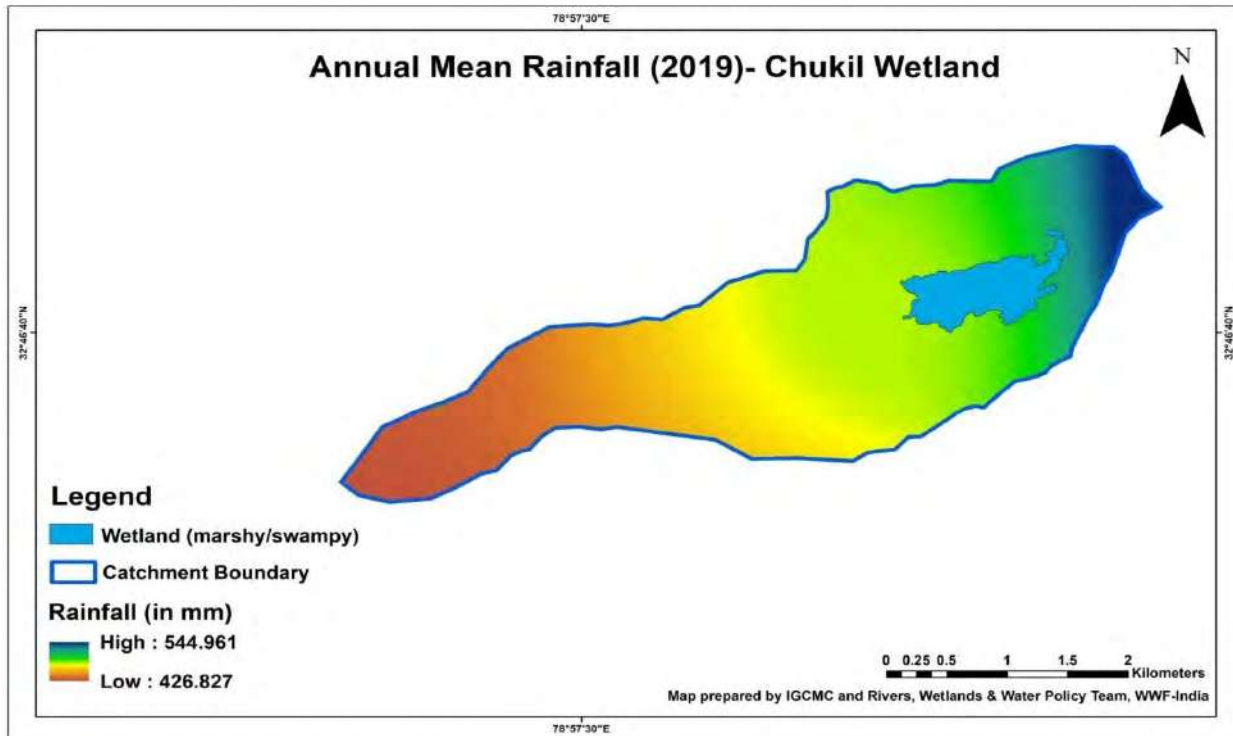 78°57'30"E
Annual Mean Rainfall (2019)- Chukil Wetland
N
32°46'40"N
32°46'40"N
Legend
Wetland (marshy/swampy)
Catchment Boundary
Rainfall (in mm)
High : 544.961
Low : 426.827
0 0.25 0.5 1 1.5 2
Kilometers
Map prepared by IGCMC and Rivers, Wetlands & Water Policy Team, WWF-India
78°57'30"E